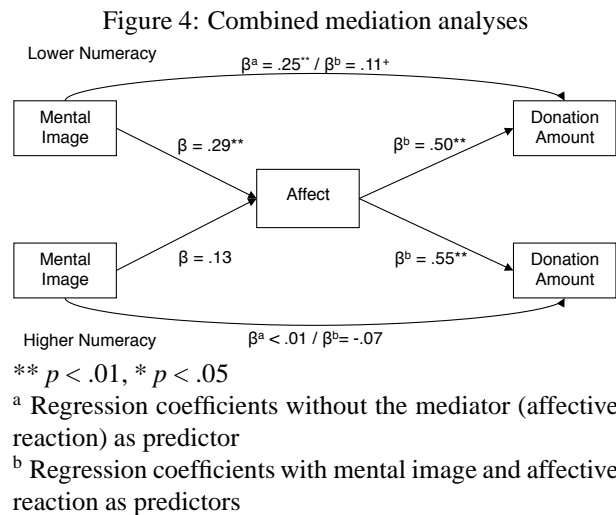 Figure 4: Combined mediation analyses
Lower Numeracy
βᵃ = .25** / βᵇ = .11⁺
Mental
Image
Donation
Amount
β = .29**
βᵇ = .50**
Affect
β = .13
βᵇ = .55**
Mental
Image
Donation
Amount
Higher Numeracy
βᵃ < .01 / βᵇ= -.07
** p < .01, * p < .05
ᵃ Regression coefficients without the mediator (affective
reaction) as predictor
ᵇ Regression coefficients with mental image and affective
reaction as predictors